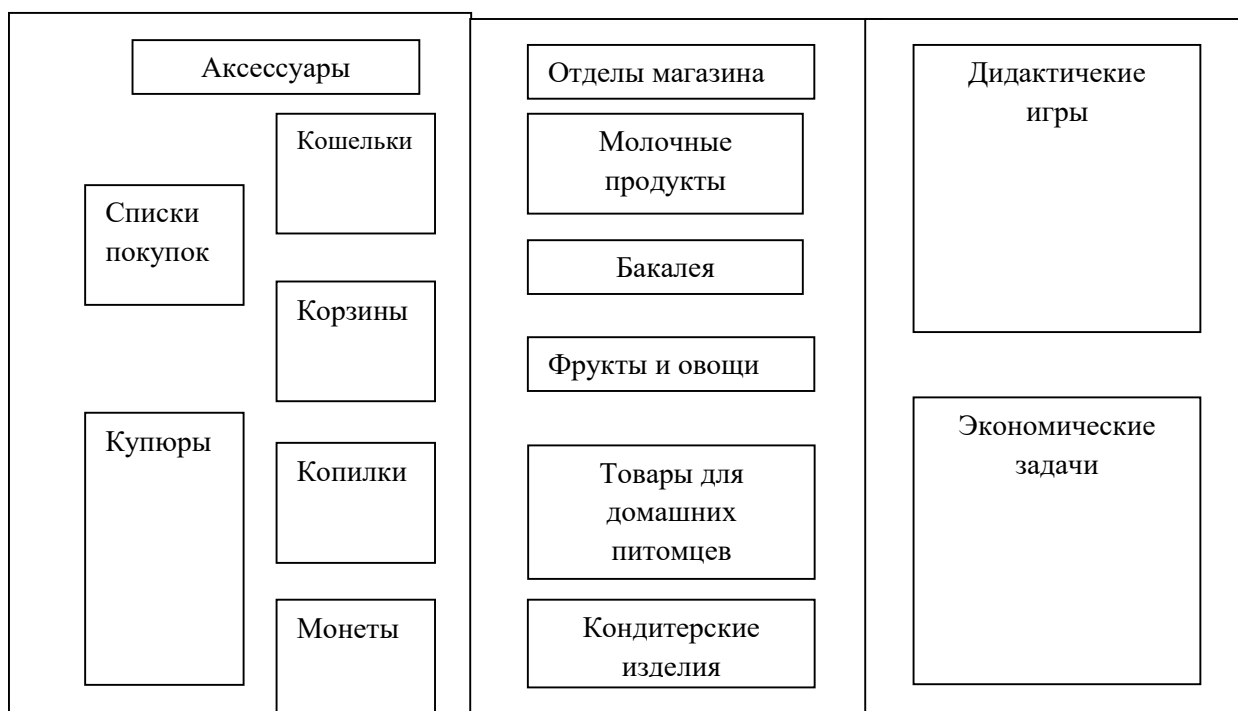 Аксессуары
Кошельки
Списки
покупок
Корзины
Купюры
Копилки
Монеты
Отделы магазина
Молочные
продукты
Бакалея
Фрукты и овощи
Товары для
домашних
питомцев
Кондитерские
изделия
Дидактичекие
игры
Экономические
задачи